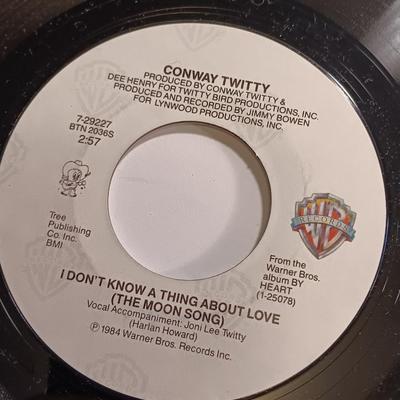 CONWAY TWITTY
PRODUCED BY CONWAY TWITTY &
DEE HENRY FOR TWITTY BIRD PRODUCTIONS, INC.
PRODUCED AND RECORDED BY JIMMY BOWEN
FOR LYNWOOD PRODUCTIONS, INC.
7-29227
BTN 2036S
2:57
Tree
Publishing
Co. Inc.
BMI
RECORDS
From the
Warner Bros.
album BY
HEART
(1-25078)
I DON'T KNOW A THING ABOUT LOVE
(THE MOON SONG)
Vocal Accompaniment: Joni Lee Twitty
(Harlan Howard)
℗ 1984 Warner Bros. Records Inc.